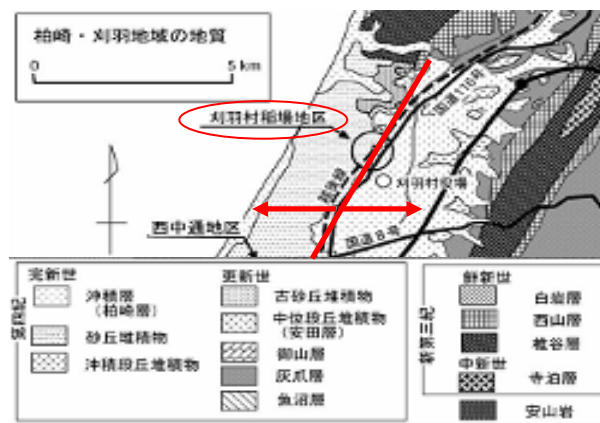 柏崎・刈羽地域の地質
0 5 km
国道116号
刈羽村稲場地区
越後線
刈羽村役場
西中通地区
国道8号
第四紀
完新世
沖積層
(柏崎層)
砂丘堆積物
沖積段丘堆積物
更新世
古砂丘堆積物
中位段丘堆積物
(安田層)
御山層
灰爪層
魚沼層
新第三紀
鮮新世
白岩層
西山層
椎谷層
中新世
寺泊層
安山岩